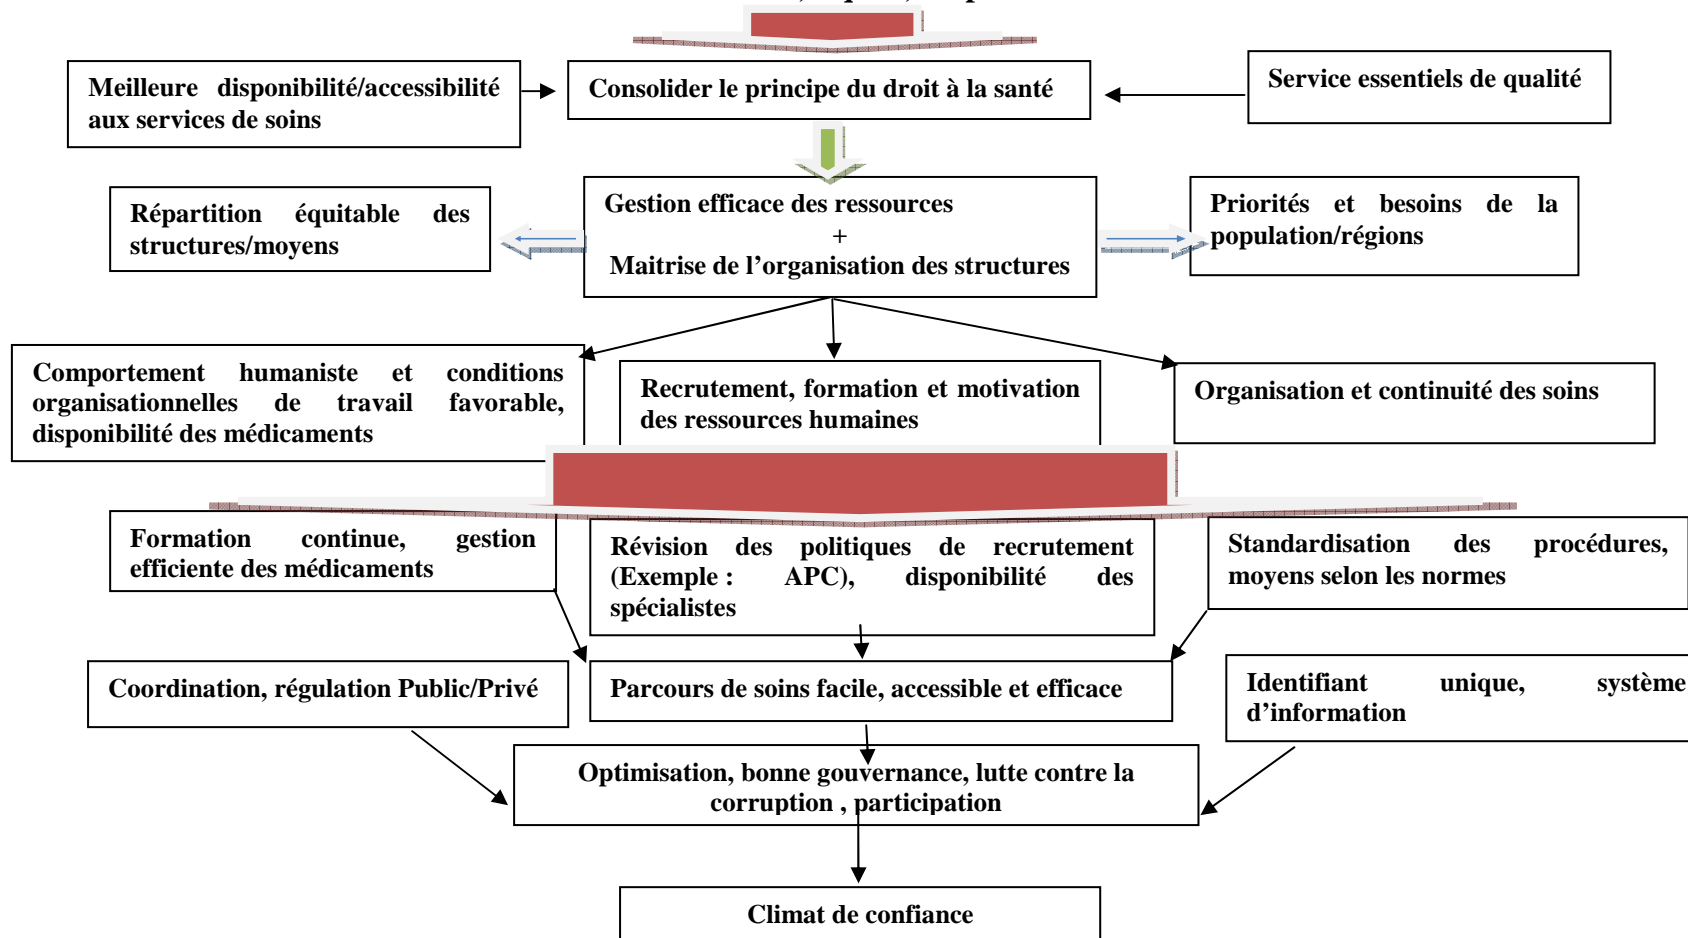 Meilleure disponibilité/accessibilité
aux services de soins
Consolider le principe du droit à la santé
Service essentiels de qualité
Répartition équitable des
structures/moyens
Gestion efficace des ressources
+
Maitrise de l’organisation des structures
Priorités et besoins de la
population/régions
Comportement humaniste et conditions
organisationnelles de travail favorable,
disponibilité des médicaments
Recrutement, formation et motivation
des ressources humaines
Organisation et continuité des soins
Formation continue, gestion
efficiente des médicaments
Révision des politiques de recrutement
(Exemple : APC), disponibilité des
spécialistes
Standardisation des procédures,
moyens selon les normes
Coordination, régulation Public/Privé
Parcours de soins facile, accessible et efficace
Identifiant unique, système
d’information
Optimisation, bonne gouvernance, lutte contre la
corruption , participation
Climat de confiance